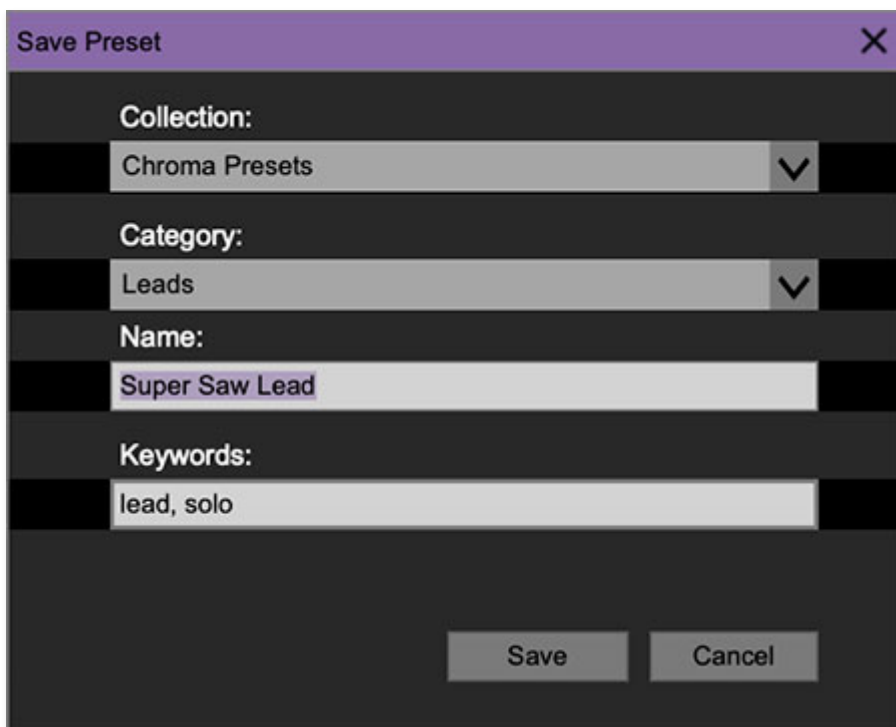 Save Preset
Collection:
Chroma Presets
Category:
Leads
Name:
Super Saw Lead
Keywords:
lead, solo
Save Cancel